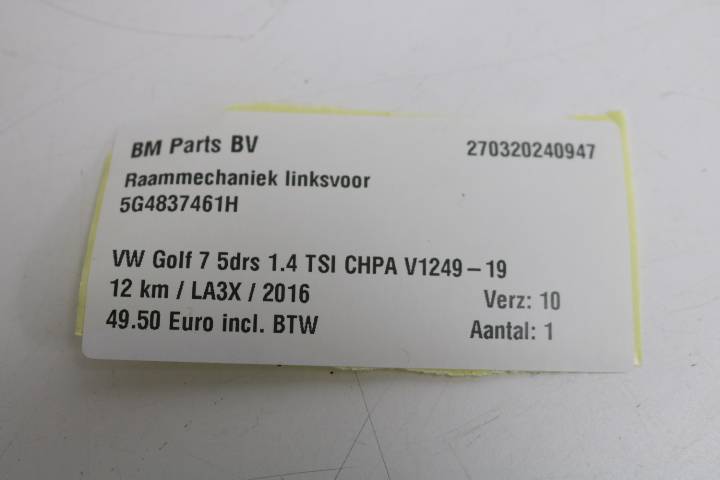 BM Parts BV 270320240947
Raammechaniek linksvoor
5G4837461H
VW Golf 7 5drs 1.4 TSI CHPA V1249-19
12 km / LA3X / 2016 Verz: 10
49.50 Euro incl. BTW Aantal: 1